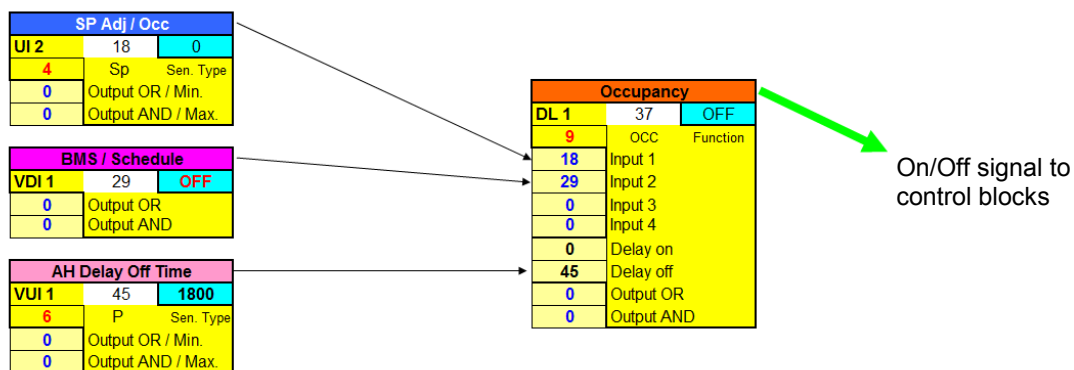 SP Adj / Occ
UI 2 18 0
4 Sp Sen. Type
0 Output OR / Min.
0 Output AND / Max.
BMS / Schedule
VDI 1 29 OFF
0 Output OR
0 Output AND
AH Delay Off Time
VUI 1 45 1800
6 P Sen. Type
0 Output OR / Min.
0 Output AND / Max.
Occupancy
DL 1 37 OFF
9 OCC Function
18 Input 1
29 Input 2
0 Input 3
0 Input 4
0 Delay on
45 Delay off
0 Output OR
0 Output AND
On/Off signal to
control blocks